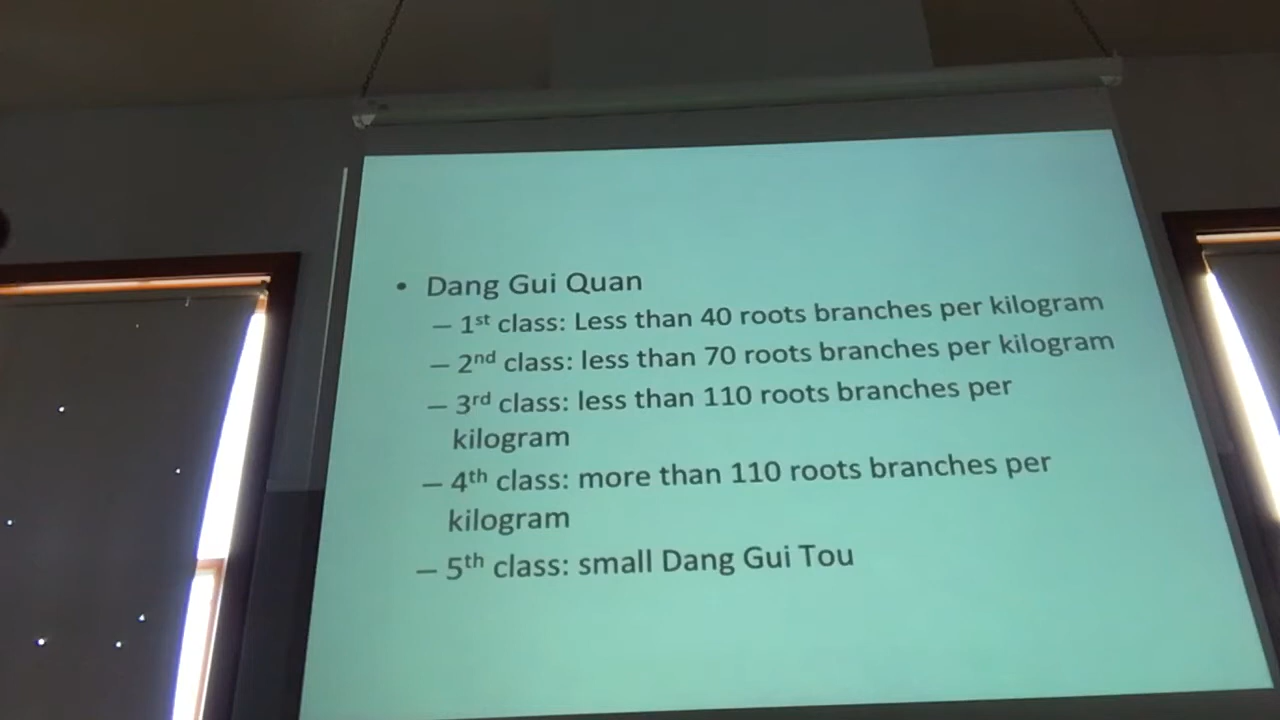 • Dang Gui Quan
– 1st class: Less than 40 roots branches per kilogram
– 2nd class: less than 70 roots branches per kilogram
– 3rd class: less than 110 roots branches per
kilogram
– 4th class: more than 110 roots branches per
kilogram
– 5th class: small Dang Gui Tou